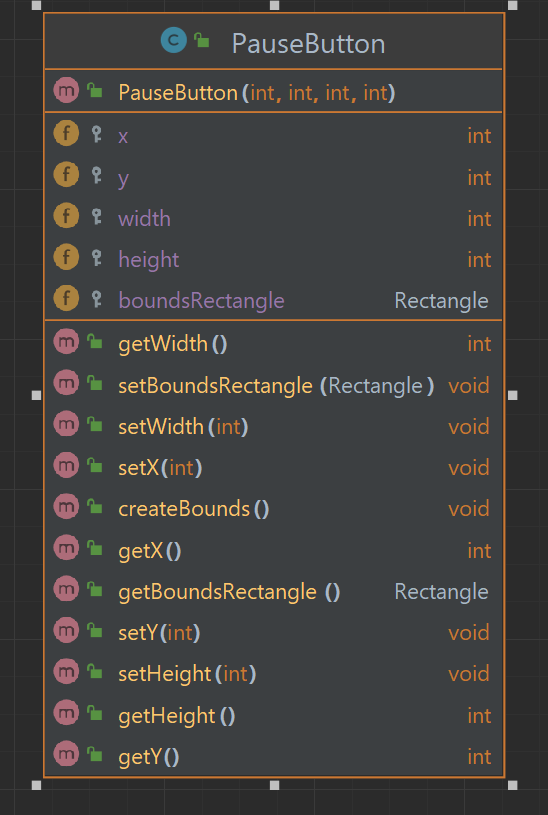 C PauseButton
m PauseButton(int, int, int, int)
f x int
f y int
f width int
f height int
f boundsRectangle Rectangle
m getWidth() int
m setBoundsRectangle(Rectangle) void
m setWidth(int) void
m setX(int) void
m createBounds() void
m getX() int
m getBoundsRectangle() Rectangle
m setY(int) void
m setHeight(int) void
m getHeight() int
m getY() int